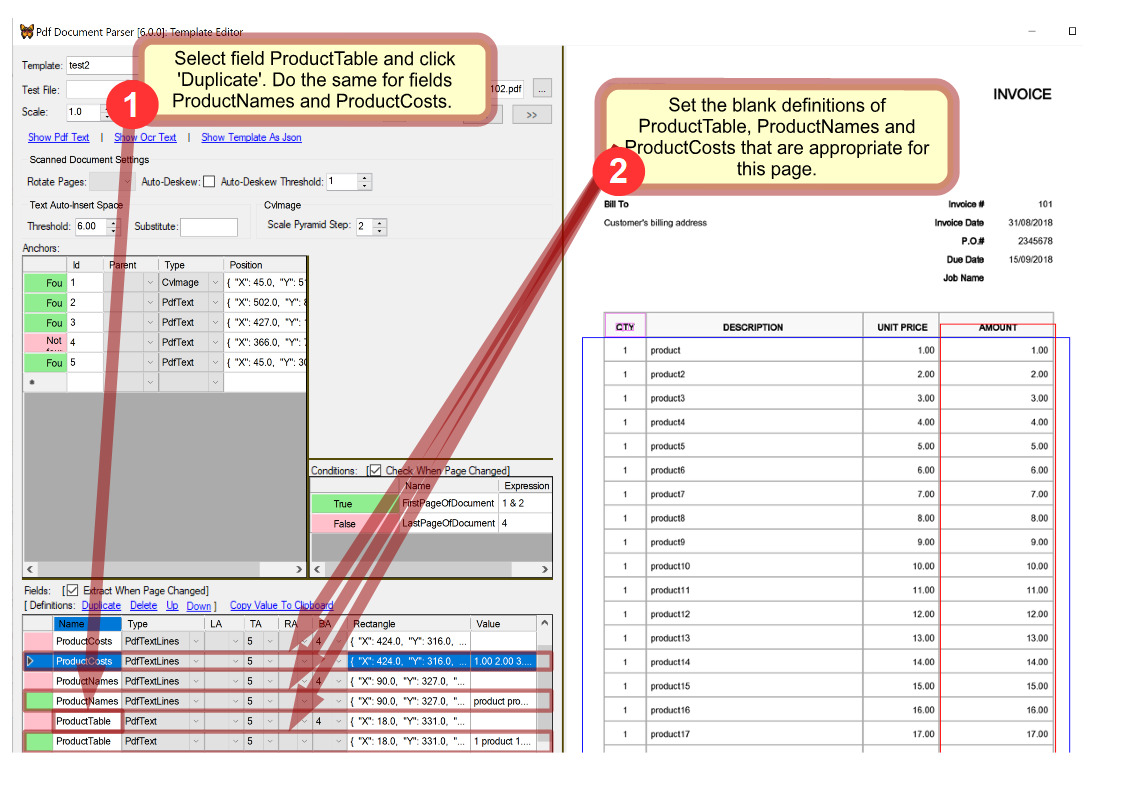 Pdf Document Parser [6.0.0]: Template Editor
Select field ProductTable and click
'Duplicate'. Do the same for fields
ProductNames and ProductCosts.
1
Template: test2
Test File: 102.pdf ...
Scale: 1.0 >>
Show Pdf Text | Show Ocr Text | Show Template As Json
Scanned Document Settings
Rotate Pages: Auto-Deskew: Auto-Deskew Threshold: 1
Text Auto-Insert Space CvImage
Threshold: 6.00 Substitute: Scale Pyramid Step: 2
Anchors:
Id Parent Type Position
Fou 1 CvImage { "X": 45.0, "Y": 51
Fou 2 PdfText { "X": 502.0, "Y": 8
Fou 3 PdfText { "X": 427.0, "Y":
Not 4 PdfText { "X": 366.0, "Y":
Fou 5 PdfText { "X": 45.0, "Y": 30
*
Conditions: [ Check When Page Changed]
Name Expression
True FirstPageOfDocument 1 & 2
False LastPageOfDocument 4
Fields: [ Extract When Page Changed]
[ Definitions: Duplicate Delete Up Down ] Copy Value To Clipboard
Name Type LA TA RA BA Rectangle Value
ProductCosts PdfTextLines 5 4 { "X": 424.0, "Y": 316.0, ...
ProductCosts PdfTextLines 5 { "X": 424.0, "Y": 316.0, ... 1.00 2.00 3....
ProductNames PdfTextLines 5 4 { "X": 90.0, "Y": 327.0, "...
ProductNames PdfTextLines 5 { "X": 90.0, "Y": 327.0, "... product pro...
ProductTable PdfText 5 4 { "X": 18.0, "Y": 331.0, "...
ProductTable PdfText 5 { "X": 18.0, "Y": 331.0, "... 1 product 1....
Set the blank definitions of
ProductTable, ProductNames and
ProductCosts that are appropriate for
this page.
2
INVOICE
Bill To Invoice # 101
Customer's billing address Invoice Date 31/08/2018
P.O.# 2345678
Due Date 15/09/2018
Job Name
QTY DESCRIPTION UNIT PRICE AMOUNT
1 product 1.00 1.00
1 product2 2.00 2.00
1 product3 3.00 3.00
1 product4 4.00 4.00
1 product5 5.00 5.00
1 product6 6.00 6.00
1 product7 7.00 7.00
1 product8 8.00 8.00
1 product9 9.00 9.00
1 product10 10.00 10.00
1 product11 11.00 11.00
1 product12 12.00 12.00
1 product13 13.00 13.00
1 product14 14.00 14.00
1 product15 15.00 15.00
1 product16 16.00 16.00
1 product17 17.00 17.00